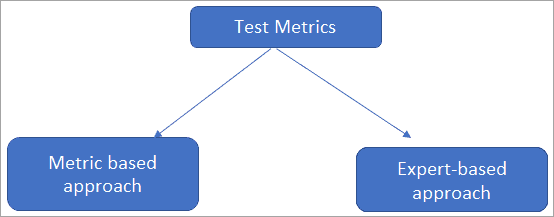 Test Metrics
Metric based
approach
Expert-based
approach